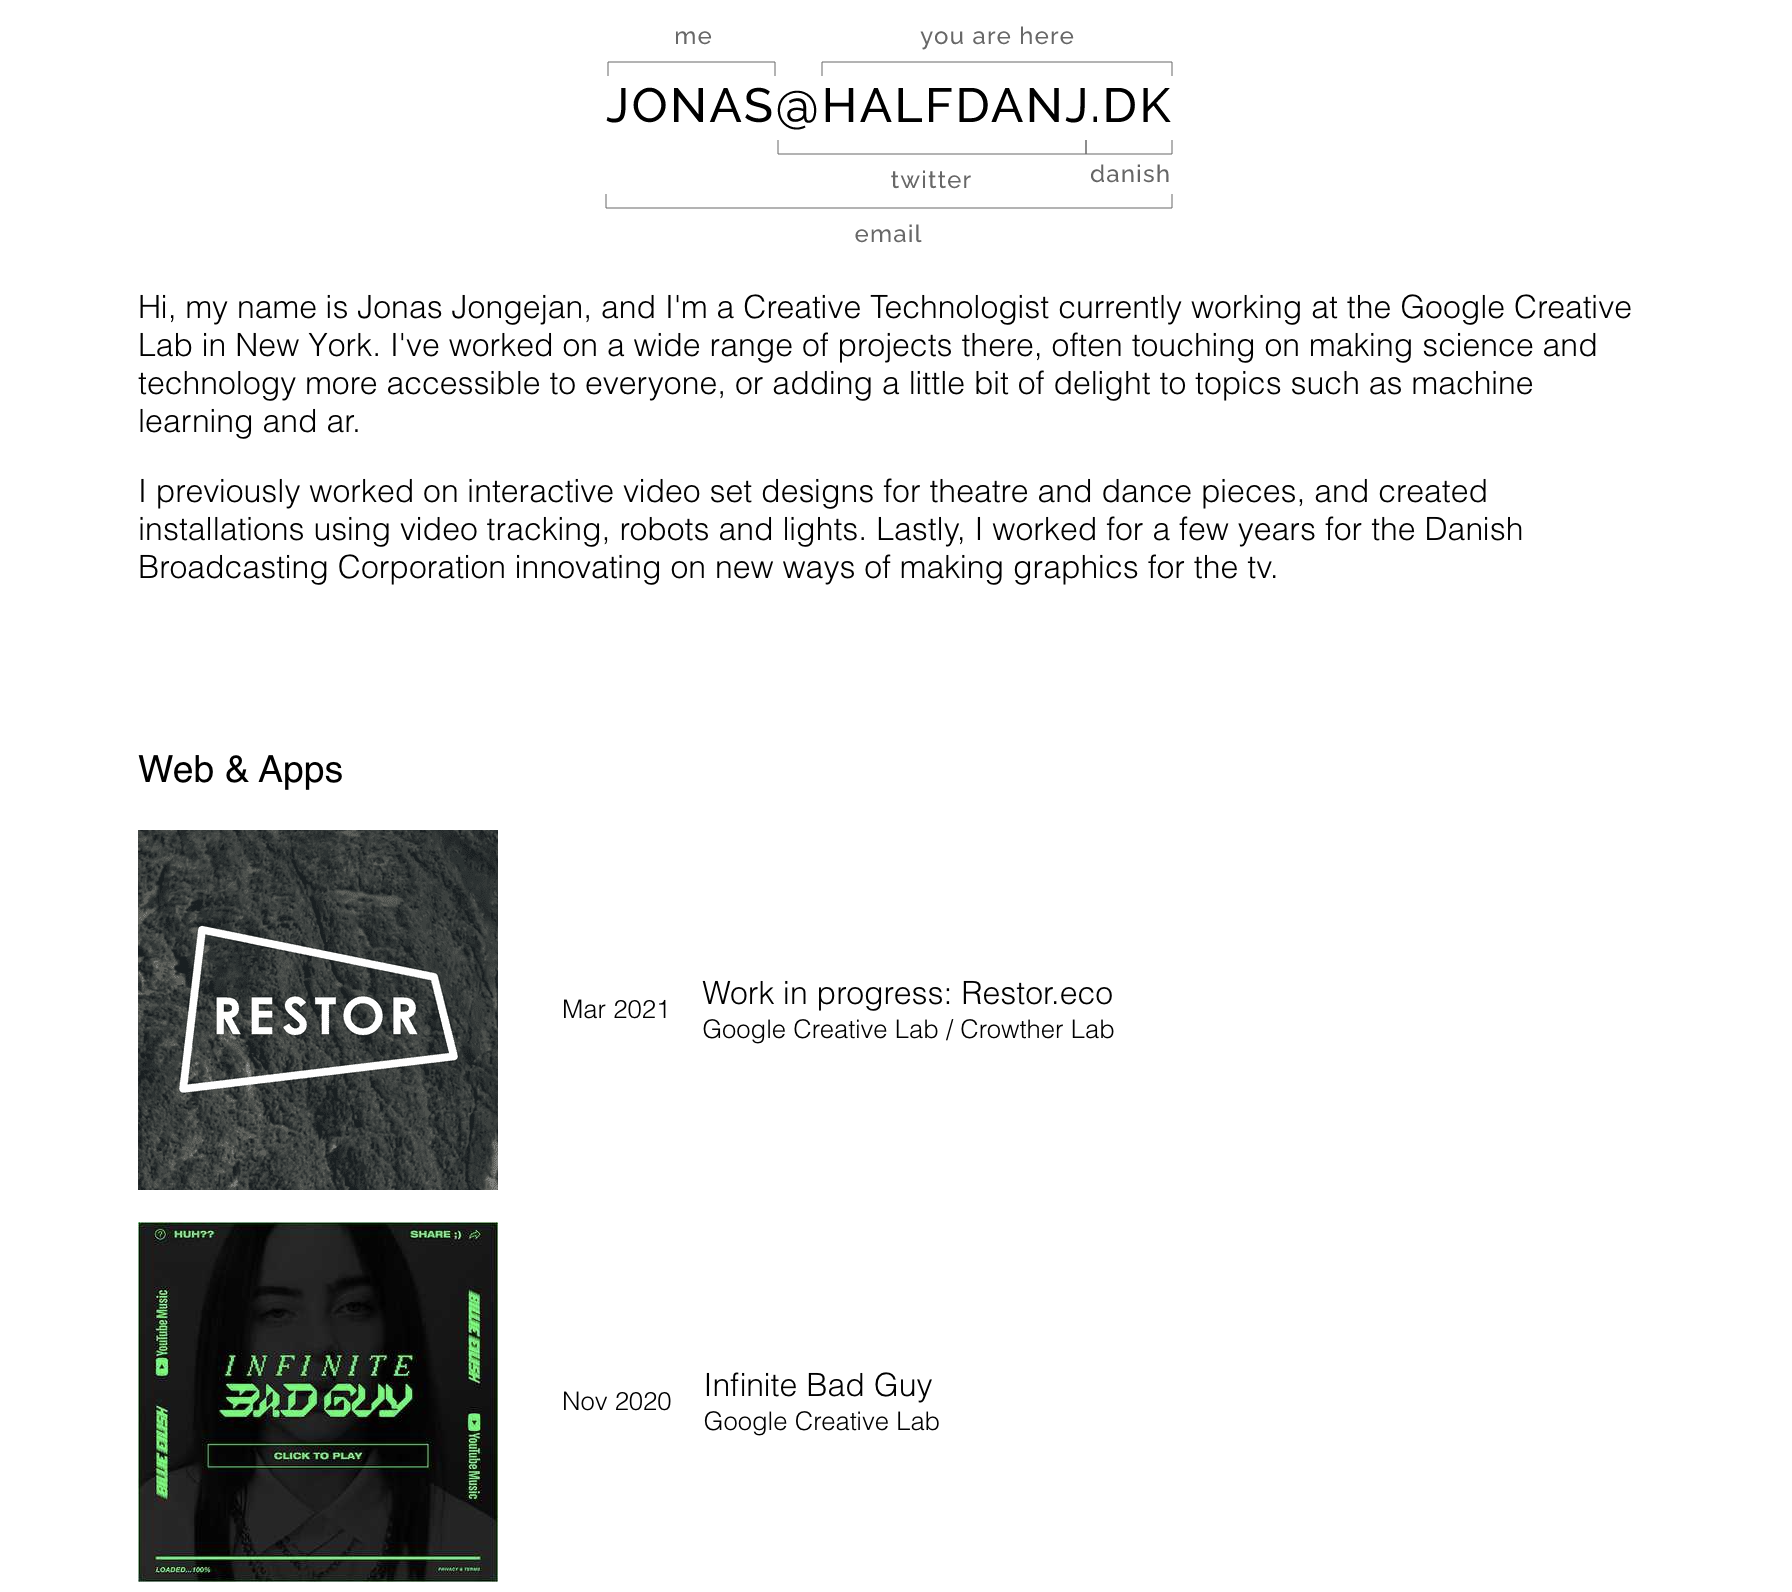 me
you are here
JONAS@HALFDANJ.DK
twitter
danish
email
Hi, my name is Jonas Jongejan, and I'm a Creative Technologist currently working at the Google Creative
Lab in New York. I've worked on a wide range of projects there, often touching on making science and
technology more accessible to everyone, or adding a little bit of delight to topics such as machine
learning and ar.
I previously worked on interactive video set designs for theatre and dance pieces, and created
installations using video tracking, robots and lights. Lastly, I worked for a few years for the Danish
Broadcasting Corporation innovating on new ways of making graphics for the tv.
Web & Apps
RESTOR
Mar 2021
Work in progress: Restor.eco
Google Creative Lab / Crowther Lab
HUH??
SHARE ;)
YouTube Music
BILLIE EILISH
INFINITE
BAD GUY
CLICK TO PLAY
BILLIE EILISH
YouTube Music
LOADED...100%
PRIVACY & TERMS
Nov 2020
Infinite Bad Guy
Google Creative Lab